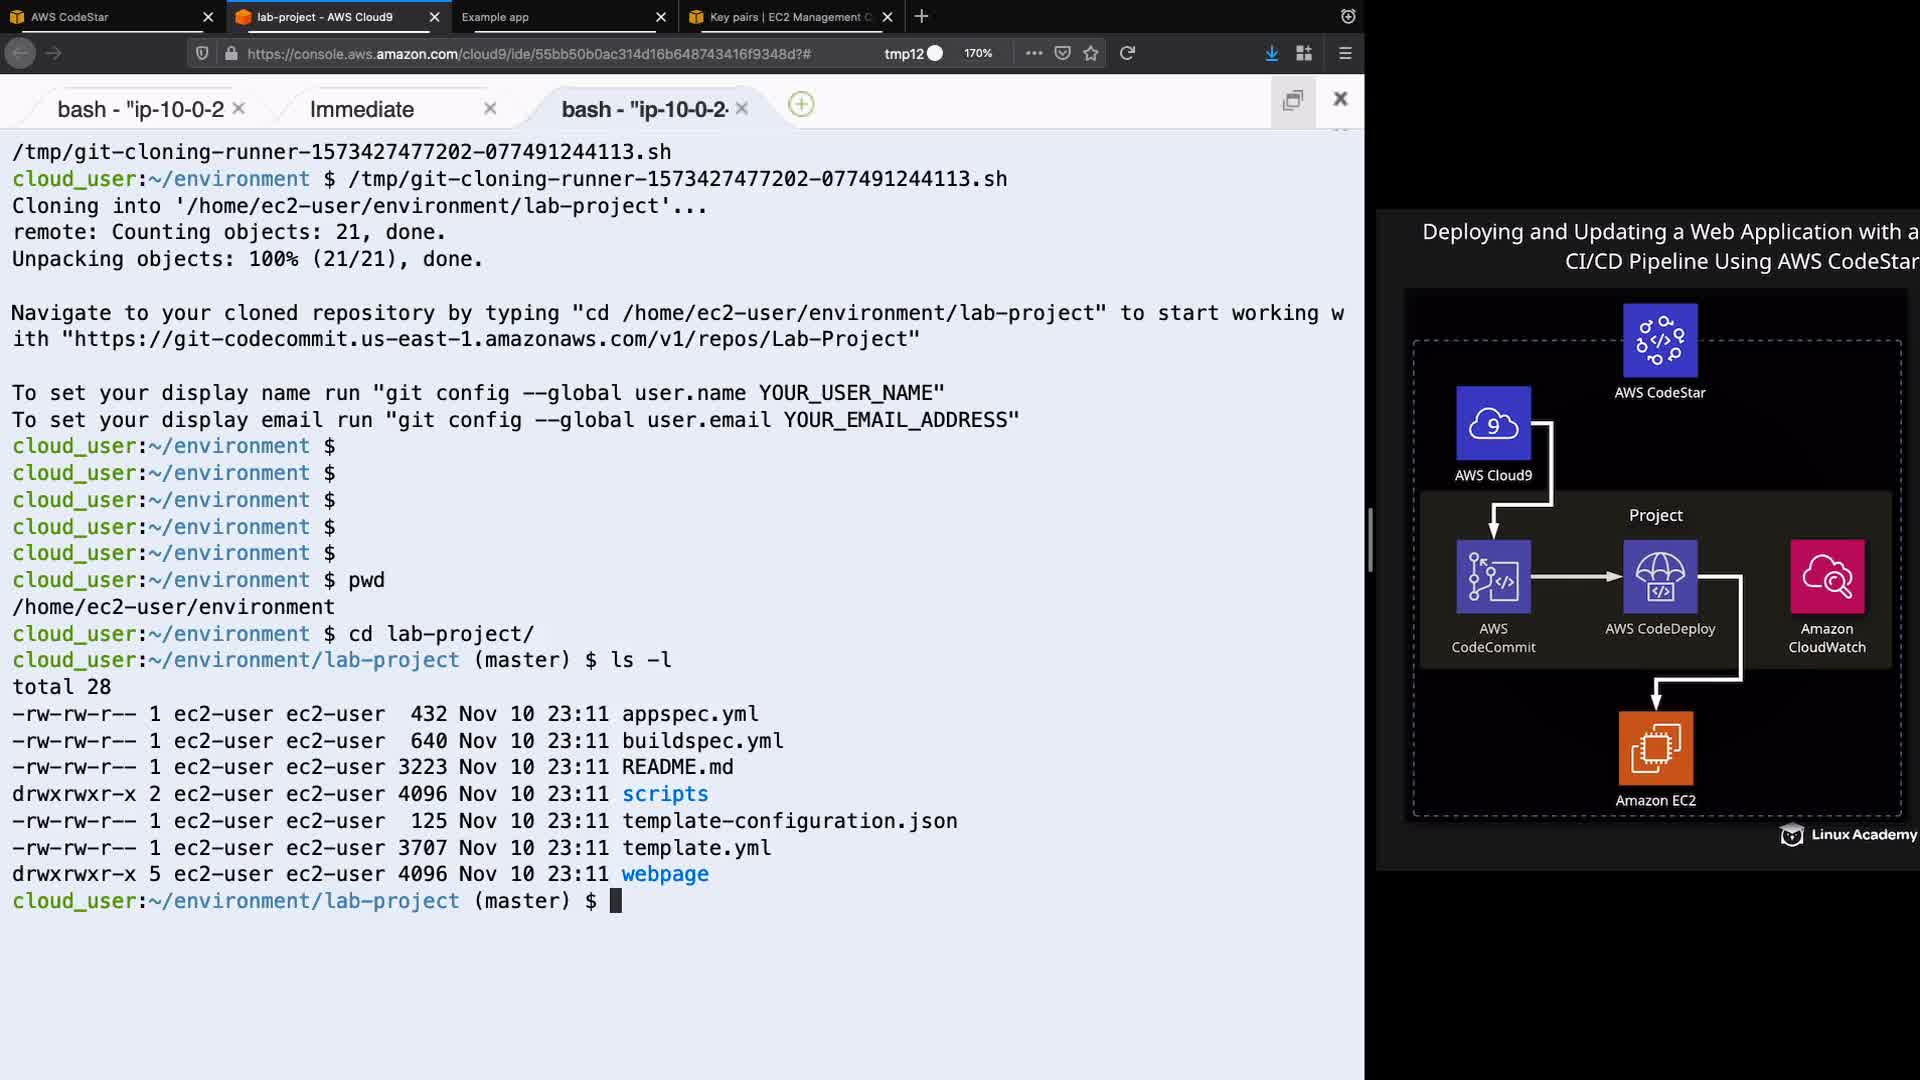 AWS CodeStar
lab-project - AWS Cloud9
Example app
Key pairs | EC2 Management C
https://console.aws.amazon.com/cloud9/ide/55bb50b0ac314d16b648743416f9348d?#
tmp12
170%
bash - "ip-10-0-2
Immediate
bash - "ip-10-0-2-
/tmp/git-cloning-runner-1573427477202-077491244113.sh
cloud_user:~/environment $ /tmp/git-cloning-runner-1573427477202-077491244113.sh
Cloning into '/home/ec2-user/environment/lab-project'...
remote: Counting objects: 21, done.
Unpacking objects: 100% (21/21), done.
Navigate to your cloned repository by typing "cd /home/ec2-user/environment/lab-project" to start working w
ith "https://git-codecommit.us-east-1.amazonaws.com/v1/repos/Lab-Project"
To set your display name run "git config --global user.name YOUR_USER_NAME"
To set your display email run "git config --global user.email YOUR_EMAIL_ADDRESS"
cloud_user:~/environment $
cloud_user:~/environment $
cloud_user:~/environment $
cloud_user:~/environment $
cloud_user:~/environment $
cloud_user:~/environment $ pwd
/home/ec2-user/environment
cloud_user:~/environment $ cd lab-project/
cloud_user:~/environment/lab-project (master) $ ls -l
total 28
-rw-rw-r-- 1 ec2-user ec2-user  432 Nov 10 23:11 appspec.yml
-rw-rw-r-- 1 ec2-user ec2-user  640 Nov 10 23:11 buildspec.yml
-rw-rw-r-- 1 ec2-user ec2-user 3223 Nov 10 23:11 README.md
drwxrwxr-x 2 ec2-user ec2-user 4096 Nov 10 23:11 scripts
-rw-rw-r-- 1 ec2-user ec2-user  125 Nov 10 23:11 template-configuration.json
-rw-rw-r-- 1 ec2-user ec2-user 3707 Nov 10 23:11 template.yml
drwxrwxr-x 5 ec2-user ec2-user 4096 Nov 10 23:11 webpage
cloud_user:~/environment/lab-project (master) $
Deploying and Updating a Web Application with a
CI/CD Pipeline Using AWS CodeStar
AWS CodeStar
9
AWS Cloud9
Project
AWS
CodeCommit
AWS CodeDeploy
Amazon
CloudWatch
Amazon EC2
Linux Academy